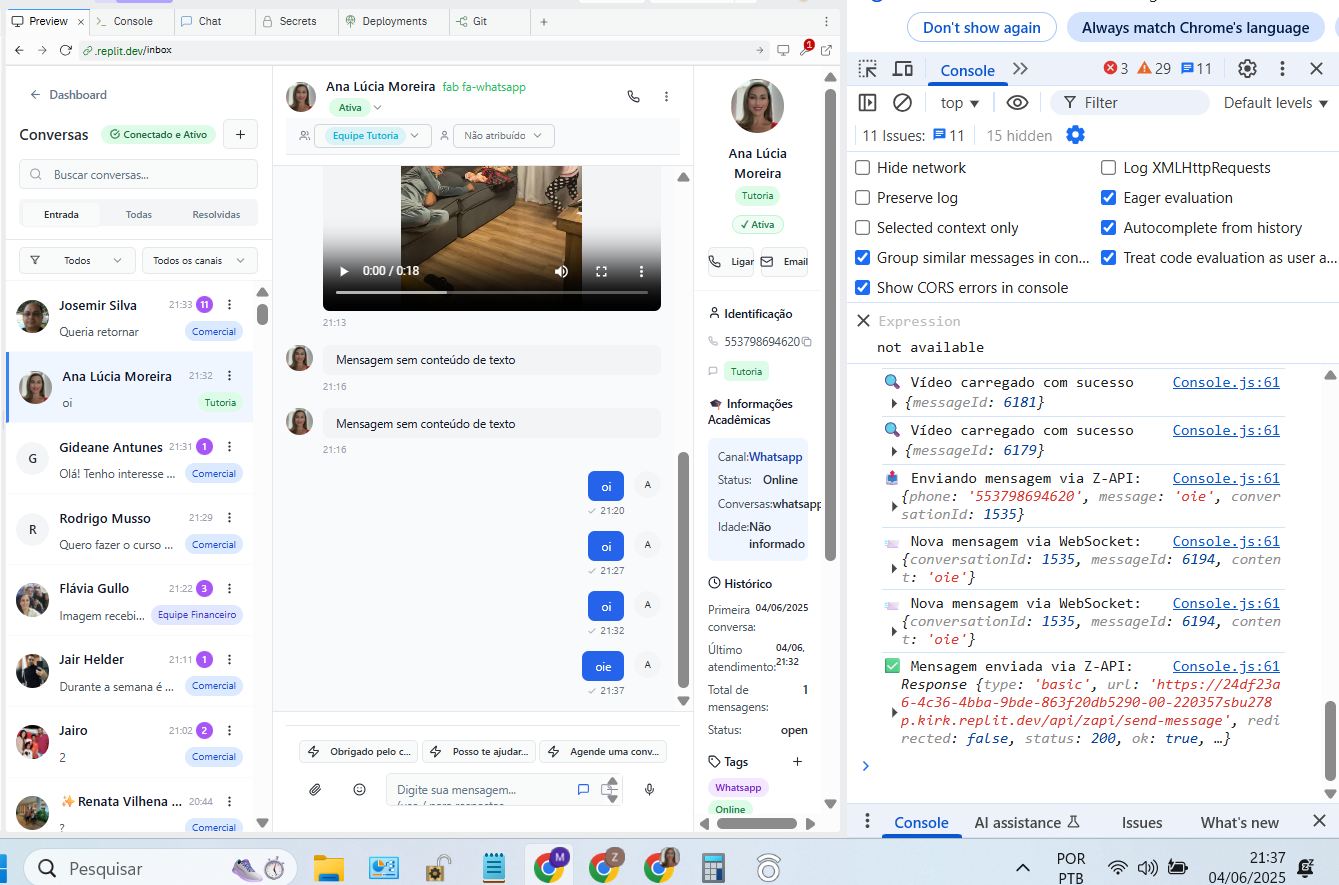 Preview
Console
Chat
Secrets
Deployments
Git
.replit.dev/inbox
1
Dashboard
Conversas
Conectado e Ativo
Buscar conversas...
Entrada
Todas
Resolvidas
Todos
Todos os canais
Josemir Silva
21:33
11
Queria retornar
Comercial
Ana Lúcia Moreira
21:32
oi
Tutoria
G
Gideane Antunes
21:31
1
Olá! Tenho interesse ...
Comercial
R
Rodrigo Musso
21:29
Quero fazer o curso ...
Comercial
Flávia Gullo
21:22
3
Imagem recebi...
Equipe Financeiro
Jair Helder
21:11
1
Durante a semana é ...
Comercial
Jairo
21:02
2
2
Comercial
✨ Renata Vilhena ...
20:44
?
Comercial
Ana Lúcia Moreira fab fa-whatsapp
Ativa
Equipe Tutoria
Não atribuído
0:00 / 0:18
21:13
Mensagem sem conteúdo de texto
21:16
Mensagem sem conteúdo de texto
21:16
oi
A
21:20
oi
A
21:27
oi
A
21:32
oie
A
21:37
Obrigado pelo c...
Posso te ajudar...
Agende uma conv...
Digite sua mensagem...
(use / para respostas
Ana Lúcia
Moreira
Tutoria
✓ Ativa
Ligar
Email
Identificação
553798694620
Tutoria
Informações
Acadêmicas
Canal:Whatsapp
Status: Online
Conversas:whatsapp
Idade:Não
informado
Histórico
Primeira
conversa:
04/06/2025
Último
atendimento:
04/06,
21:32
Total de
mensagens:
1
Status:
open
Tags
Whatsapp
Online
Don't show again
Always match Chrome's language
Console
3
29
11
top
Filter
Default levels
11 Issues:
11
15 hidden
Hide network
Log XMLHttpRequests
Preserve log
Eager evaluation
Selected context only
Autocomplete from history
Group similar messages in con...
Treat code evaluation as user a...
Show CORS errors in console
Expression
not available
Vídeo carregado com sucesso
Console.js:61
{messageId: 6181}
Vídeo carregado com sucesso
Console.js:61
{messageId: 6179}
Enviando mensagem via Z-API:
Console.js:61
{phone: '553798694620', message: 'oie', conver
sationId: 1535}
Nova mensagem via WebSocket:
Console.js:61
{conversationId: 1535, messageId: 6194, conten
t: 'oie'}
Nova mensagem via WebSocket:
Console.js:61
{conversationId: 1535, messageId: 6194, conten
t: 'oie'}
Mensagem enviada via Z-API:
Console.js:61
Response {type: 'basic', url: 'https://24df23a
6-4c36-4bba-9bde-863f20db5290-00-220357sbu278
p.kirk.replit.dev/api/zapi/send-message', redi
rected: false, status: 200, ok: true, …}
Console
AI assistance
Issues
What's new
Pesquisar
M
Z
POR
PTB
21:37
04/06/2025